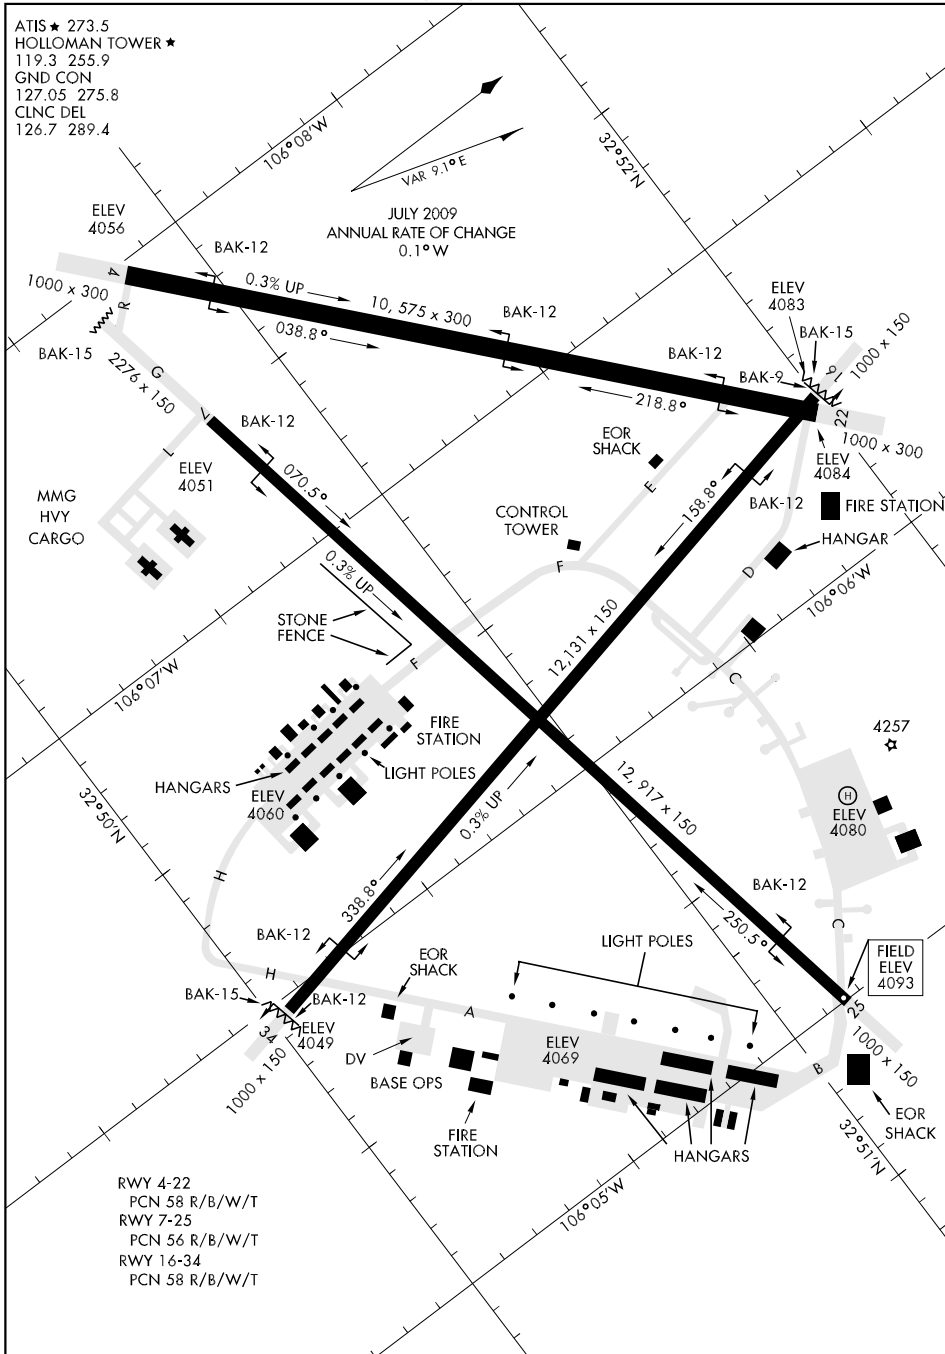 ATIS ★ 273.5
HOLLOMAN TOWER ★
119.3 255.9
GND CON
127.05 275.8
CLNC DEL
126.7 289.4
106°08'W
32°52'N
VAR 9.1° E
JULY 2009
ANNUAL RATE OF CHANGE
0.1° W
ELEV
4056
BAK-12
4
1000 x 300
R
0.3% UP
10, 575 x 300
038.8°
BAK-12
ELEV
4083
BAK-15
1000 x 150
BAK-15
2276 x 150
G
BAK-12
BAK-9
218.8°
22
1000 x 300
ELEV
4084
7
BAK-12
L
ELEV
4051
070.5°
EOR
SHACK
E
158.8°
BAK-12
FIRE STATION
MMG
HVY
CARGO
CONTROL
TOWER
HANGAR
F
D
106°06'W
0.3% UP
STONE
FENCE
F
12,131 x 150
C
106°07'W
FIRE
STATION
4257
HANGARS
LIGHT POLES
ELEV
4060
H
ELEV
4080
32°50'N
0.3% UP
12, 917 x 150
H
338.8°
BAK-12
250.5°
C
BAK-12
LIGHT POLES
EOR
SHACK
FIELD
ELEV
4093
H
BAK-15
BAK-12
A
25
34
ELEV
4049
1000 x 150
DV
BASE OPS
ELEV
4069
B
1000 x 150
FIRE
STATION
HANGARS
EOR
SHACK
32°51'N
106°05'W
RWY 4-22
PCN 58 R/B/W/T
RWY 7-25
PCN 56 R/B/W/T
RWY 16-34
PCN 58 R/B/W/T